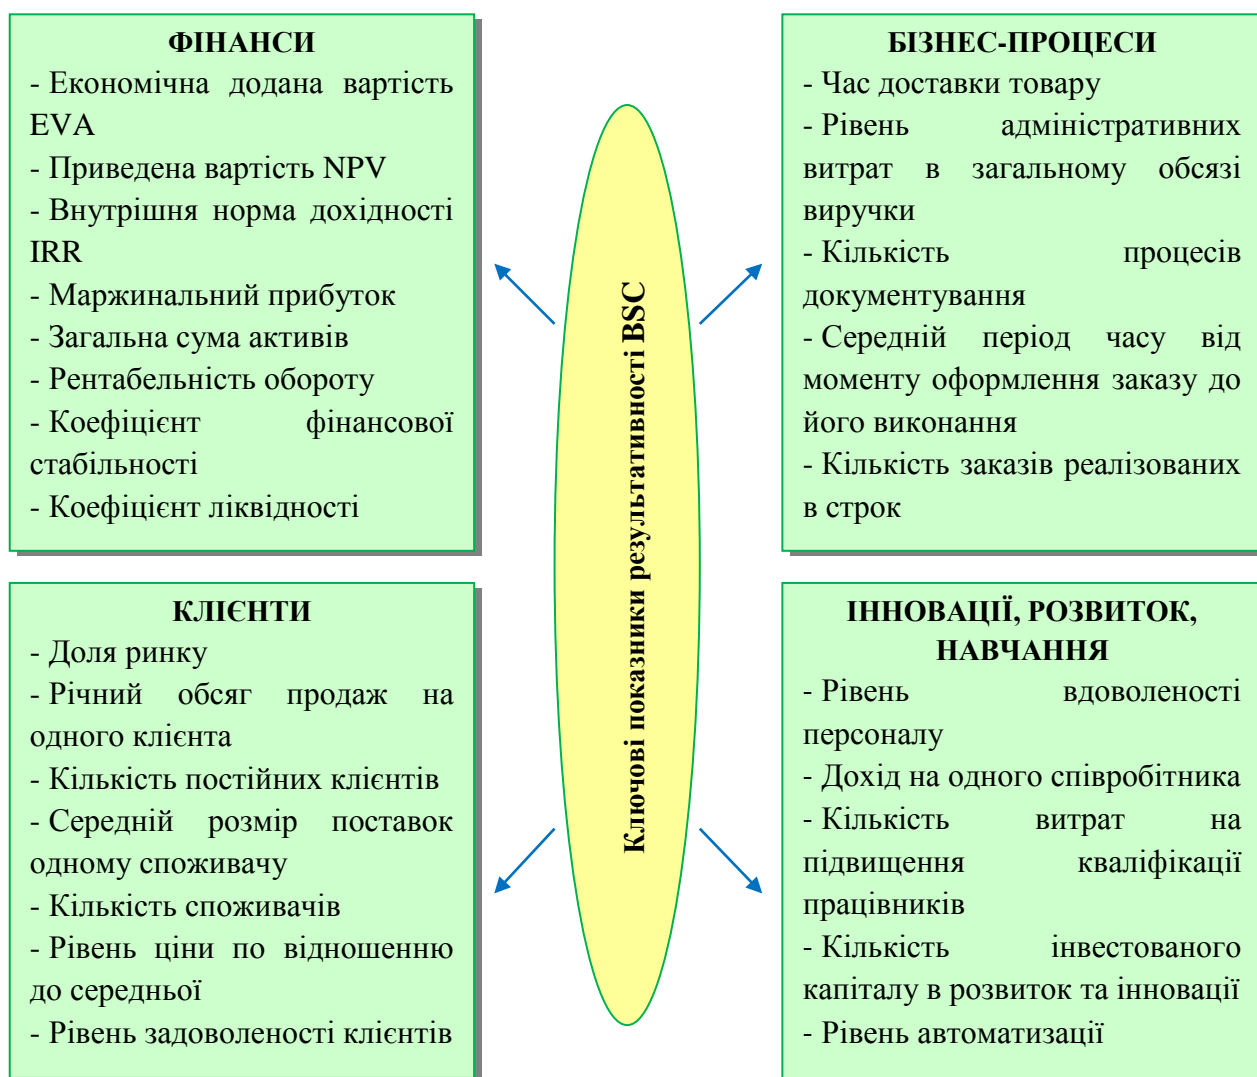 ФІНАНСИ
- Економічна додана вартість
EVA
- Приведена вартість NPV
- Внутрішня норма дохідності
IRR
- Маржинальний прибуток
- Загальна сума активів
- Рентабельність обороту
- Коефіцієнт фінансової
стабільності
- Коефіцієнт ліквідності
БІЗНЕС-ПРОЦЕСИ
- Час доставки товару
- Рівень адміністративних
витрат в загальному обсязі
виручки
- Кількість процесів
документування
- Середній період часу від
моменту оформлення заказу до
його виконання
- Кількість заказів реалізованих
в строк
Ключові показники результативності BSC
КЛІЄНТИ
- Доля ринку
- Річний обсяг продаж на
одного клієнта
- Кількість постійних клієнтів
- Середній розмір поставок
одному споживачу
- Кількість споживачів
- Рівень ціни по відношенню
до середньої
- Рівень задоволеності клієнтів
ІННОВАЦІЇ, РОЗВИТОК,
НАВЧАННЯ
- Рівень вдоволеності
персоналу
- Дохід на одного співробітника
- Кількість витрат на
підвищення кваліфікації
працівників
- Кількість інвестованого
капіталу в розвиток та інновації
- Рівень автоматизації